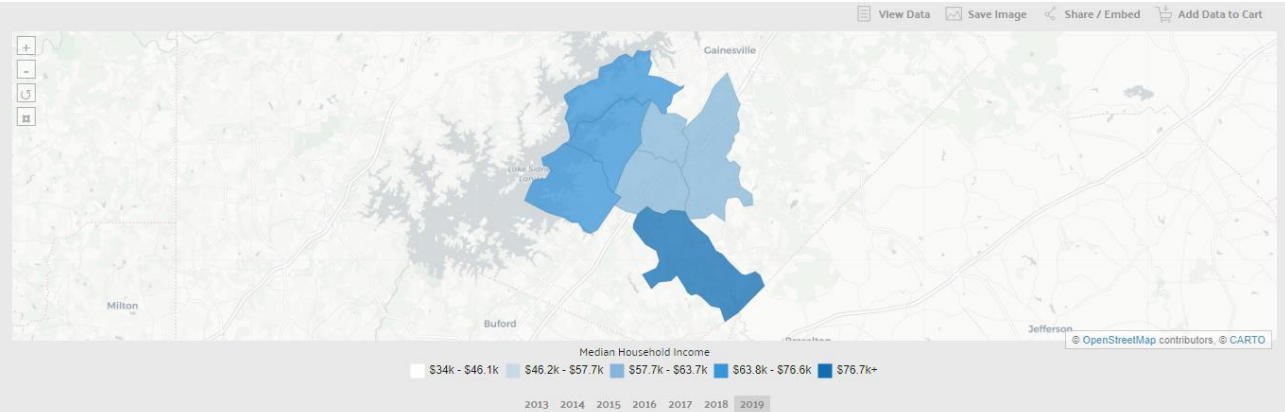 View Data Save Image Share / Embed Add Data to Cart
+
Gainesville
-
Milton
Buford
Jefferson
© OpenStreetMap contributors, © CARTO
Median Household Income
$34k - $46.1k $46.2k - $57.7k $57.7k - $63.7k $63.8k - $76.6k $76.7k+
2013 2014 2015 2016 2017 2018 2019